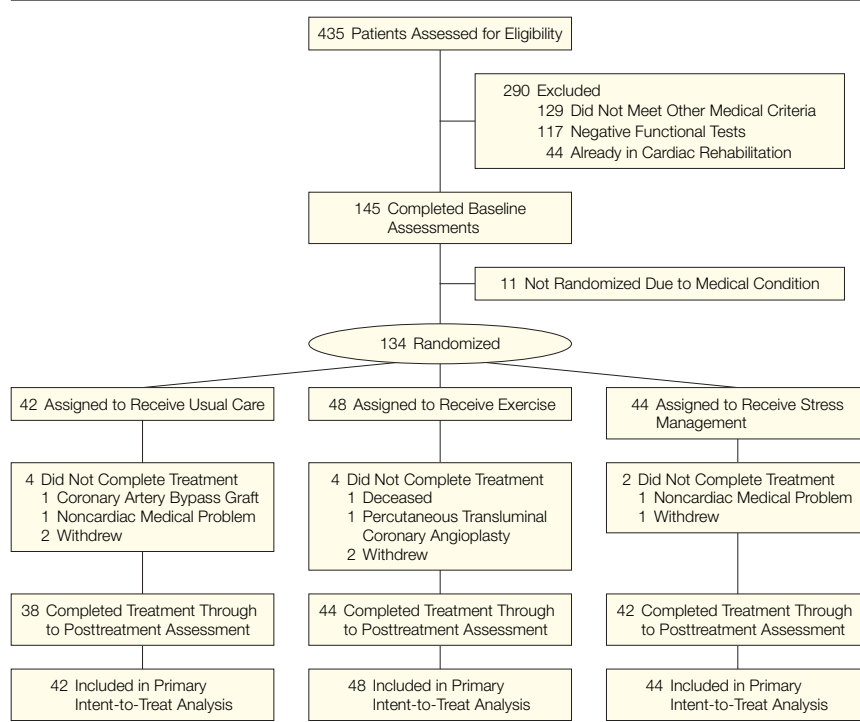 435 Patients Assessed for Eligibility
290 Excluded
129 Did Not Meet Other Medical Criteria
117 Negative Functional Tests
44 Already in Cardiac Rehabilitation
145 Completed Baseline
Assessments
11 Not Randomized Due to Medical Condition
134 Randomized
42 Assigned to Receive Usual Care
4 Did Not Complete Treatment
1 Coronary Artery Bypass Graft
1 Noncardiac Medical Problem
2 Withdrew
38 Completed Treatment Through
to Posttreatment Assessment
42 Included in Primary
Intent-to-Treat Analysis
48 Assigned to Receive Exercise
4 Did Not Complete Treatment
1 Deceased
1 Percutaneous Transluminal
Coronary Angioplasty
2 Withdrew
44 Completed Treatment Through
to Posttreatment Assessment
48 Included in Primary
Intent-to-Treat Analysis
44 Assigned to Receive Stress
Management
2 Did Not Complete Treatment
1 Noncardiac Medical Problem
1 Withdrew
42 Completed Treatment Through
to Posttreatment Assessment
44 Included in Primary
Intent-to-Treat Analysis